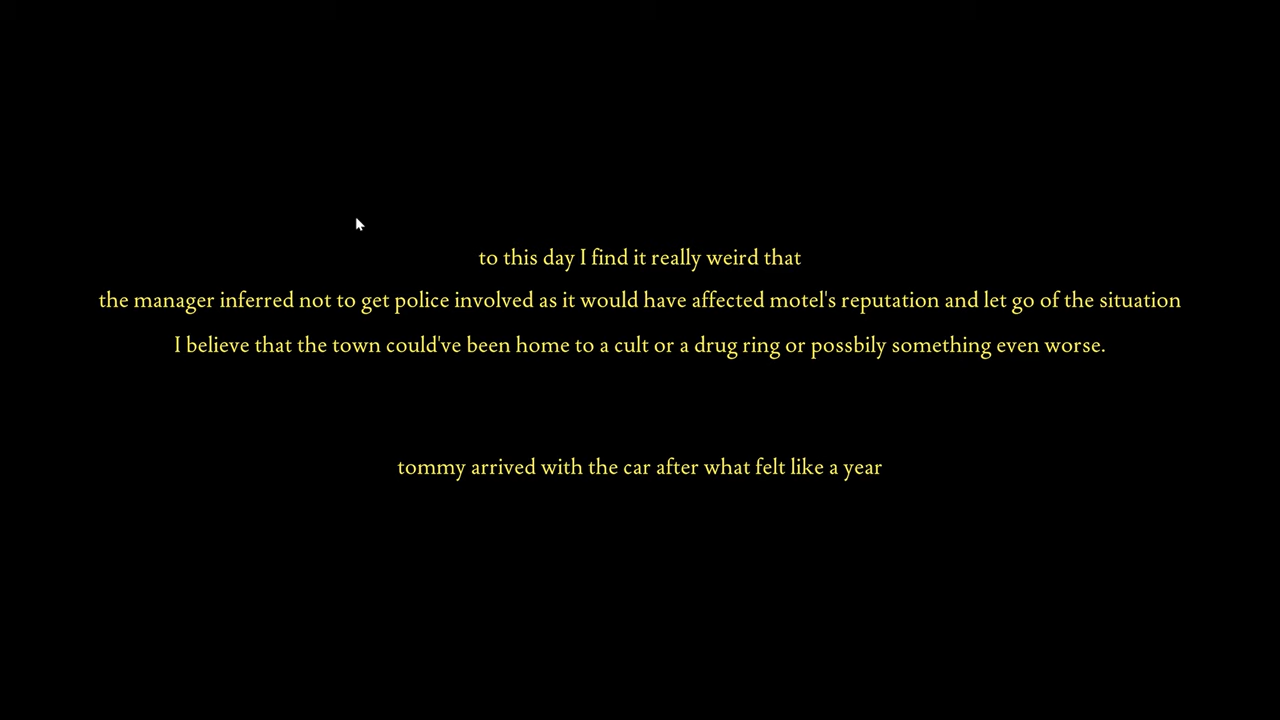 to this day I find it really weird that
the manager inferred not to get police involved as it would have affected motel's reputation and let go of the situation
I believe that the town could've been home to a cult or a drug ring or possbily something even worse.
tommy arrived with the car after what felt like a year